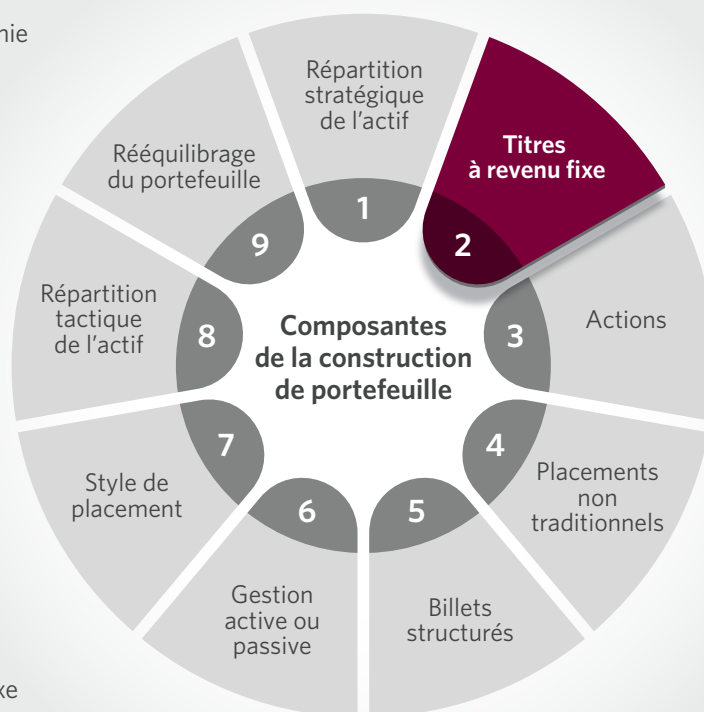 nie
Répartition
stratégique
de l'actif
1
Titres
à revenu fixe
2
Actions
3
Placements
non
traditionnels
4
Billets
structurés
5
Gestion
active ou
passive
6
Style de
placement
7
Répartition
tactique
de l'actif
8
Rééquilibrage
du portefeuille
9
Composantes
de la construction
de portefeuille
xe